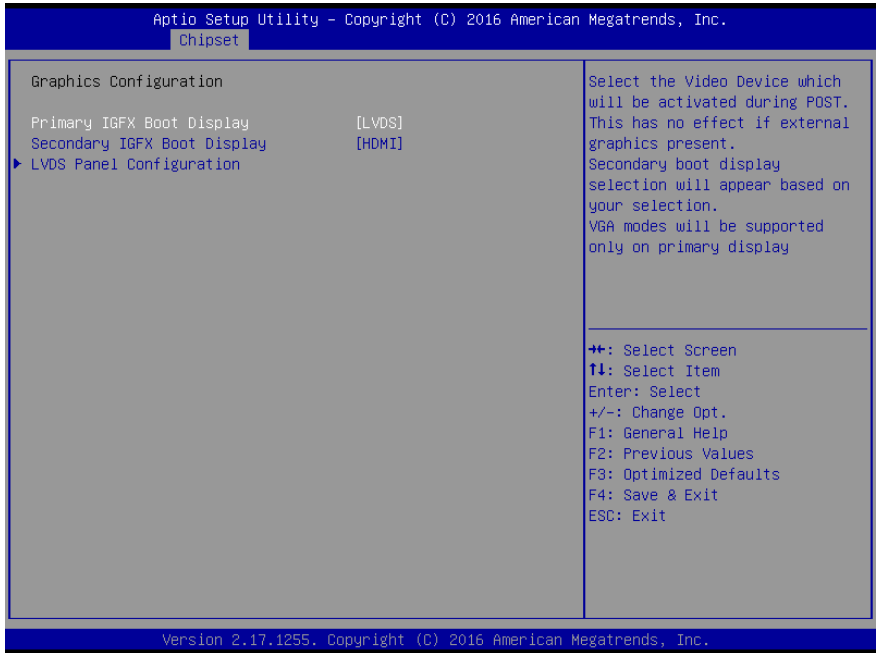 Aptio Setup Utility – Copyright (C) 2016 American Megatrends, Inc.
Chipset
Graphics Configuration
Primary IGFX Boot Display [LVDS]
Secondary IGFX Boot Display [HDMI]
▶ LVDS Panel Configuration
Select the Video Device which
will be activated during POST.
This has no effect if external
graphics present.
Secondary boot display
selection will appear based on
your selection.
VGA modes will be supported
only on primary display
→←: Select Screen
↑↓: Select Item
Enter: Select
+/-: Change Opt.
F1: General Help
F2: Previous Values
F3: Optimized Defaults
F4: Save & Exit
ESC: Exit
Version 2.17.1255. Copyright (C) 2016 American Megatrends, Inc.